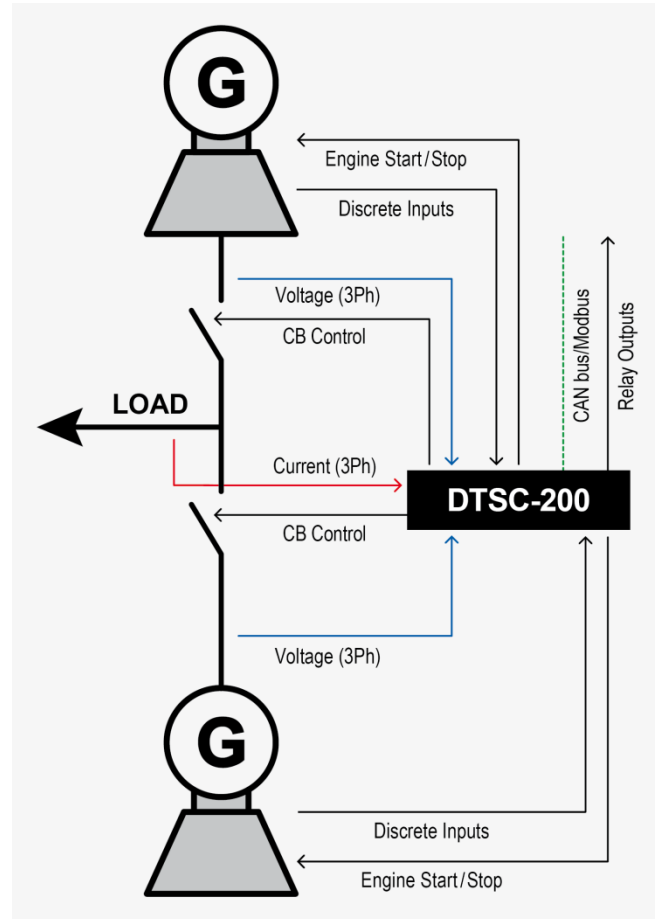 G
Engine Start/Stop
Discrete Inputs
Voltage (3Ph)
CB Control
CAN bus/Modbus
Relay Outputs
LOAD
Current (3Ph)
DTSC-200
CB Control
Voltage (3Ph)
G
Discrete Inputs
Engine Start/Stop